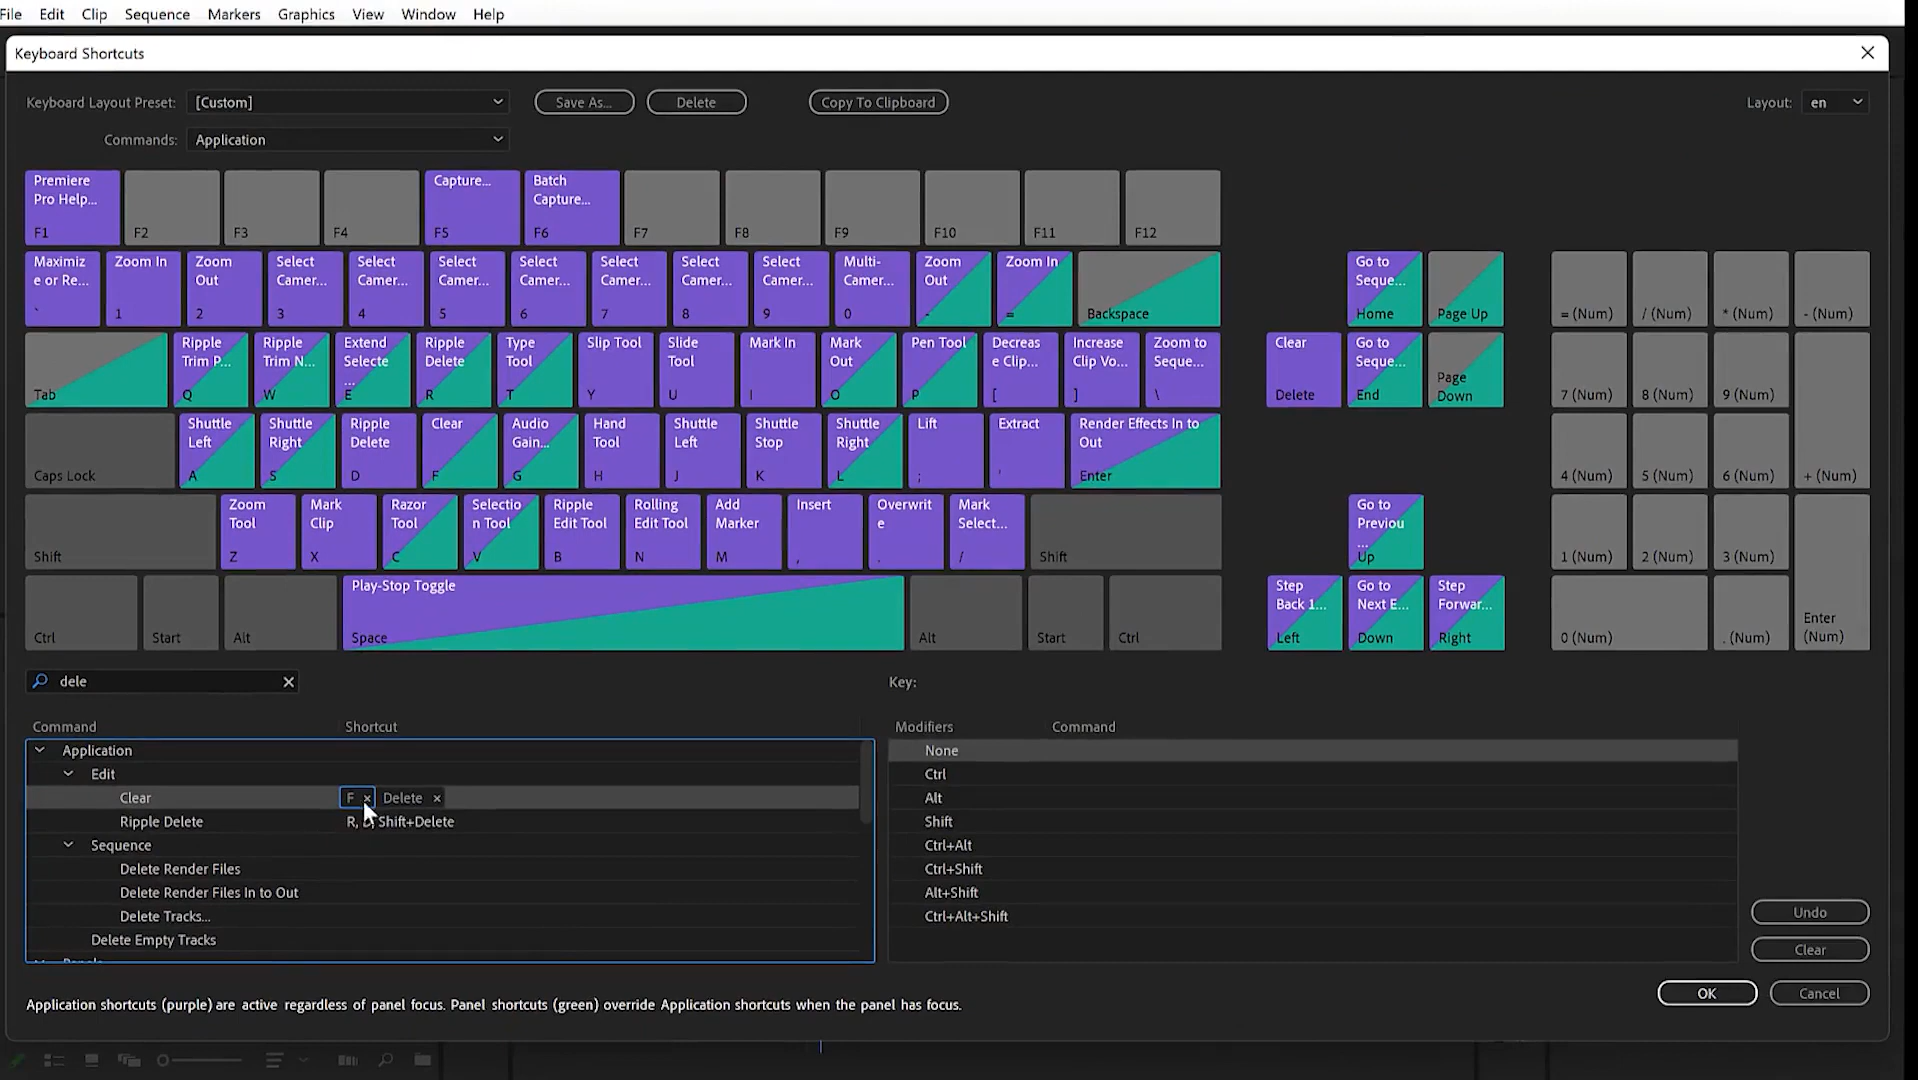 File Edit Clip Sequence Markers Graphics View Window Help
Keyboard Shortcuts
Keyboard Layout Preset: [Custom] Save As... Delete Copy To Clipboard Layout: en
Commands: Application
Premiere Pro Help... F1
F2
F3
F4
Capture... F5
Batch Capture... F6
F7
F8
F9
F10
F11
F12
Maximiz e or Re... `
Zoom In 1
Zoom Out 2
Select Camer... 3
Select Camer... 4
Select Camer... 5
Select Camer... 6
Select Camer... 7
Select Camer... 8
Select Camer... 9
Multi- Camer... 0
Zoom Out -
Zoom In =
Backspace
Go to Seque... Home
Page Up
= (Num)
/ (Num)
* (Num)
- (Num)
Tab
Ripple Trim P... Q
Ripple Trim N... W
Extend Selecte ... E
Ripple Delete R
Type Tool T
Slip Tool Y
Slide Tool U
Mark In I
Mark Out O
Pen Tool P
Decreas e Clip... [
Increase Clip Vo... ]
Zoom to Seque... \
Clear Delete
Go to Seque... End
Page Down
7 (Num)
8 (Num)
9 (Num)
+ (Num)
Caps Lock
Shuttle Left A
Shuttle Right S
Ripple Delete D
Clear F
Audio Gain... G
Hand Tool H
Shuttle Left J
Shuttle Stop K
Shuttle Right L
Lift ;
Extract '
Render Effects In to Out Enter
4 (Num)
5 (Num)
6 (Num)
Shift
Zoom Tool Z
Mark Clip X
Razor Tool C
Selectio n Tool V
Ripple Edit Tool B
Rolling Edit Tool N
Add Marker M
Insert ,
Overwrit e .
Mark Select... /
Shift
Go to Previou ... Up
1 (Num)
2 (Num)
3 (Num)
Enter (Num)
Ctrl
Start
Alt
Play-Stop Toggle Space
Alt
Start
Ctrl
Step Back 1... Left
Go to Next E... Down
Step Forwar... Right
0 (Num)
. (Num)
dele
Key:
Command Shortcut
Application
Edit
Clear F × Delete ×
Ripple Delete R, Shift+Delete
Sequence
Delete Render Files
Delete Render Files In to Out
Delete Tracks...
Delete Empty Tracks
Modifiers Command
None
Ctrl
Alt
Shift
Ctrl+Alt
Ctrl+Shift
Alt+Shift
Ctrl+Alt+Shift
Undo
Clear
OK Cancel
Application shortcuts (purple) are active regardless of panel focus. Panel shortcuts (green) override Application shortcuts when the panel has focus.